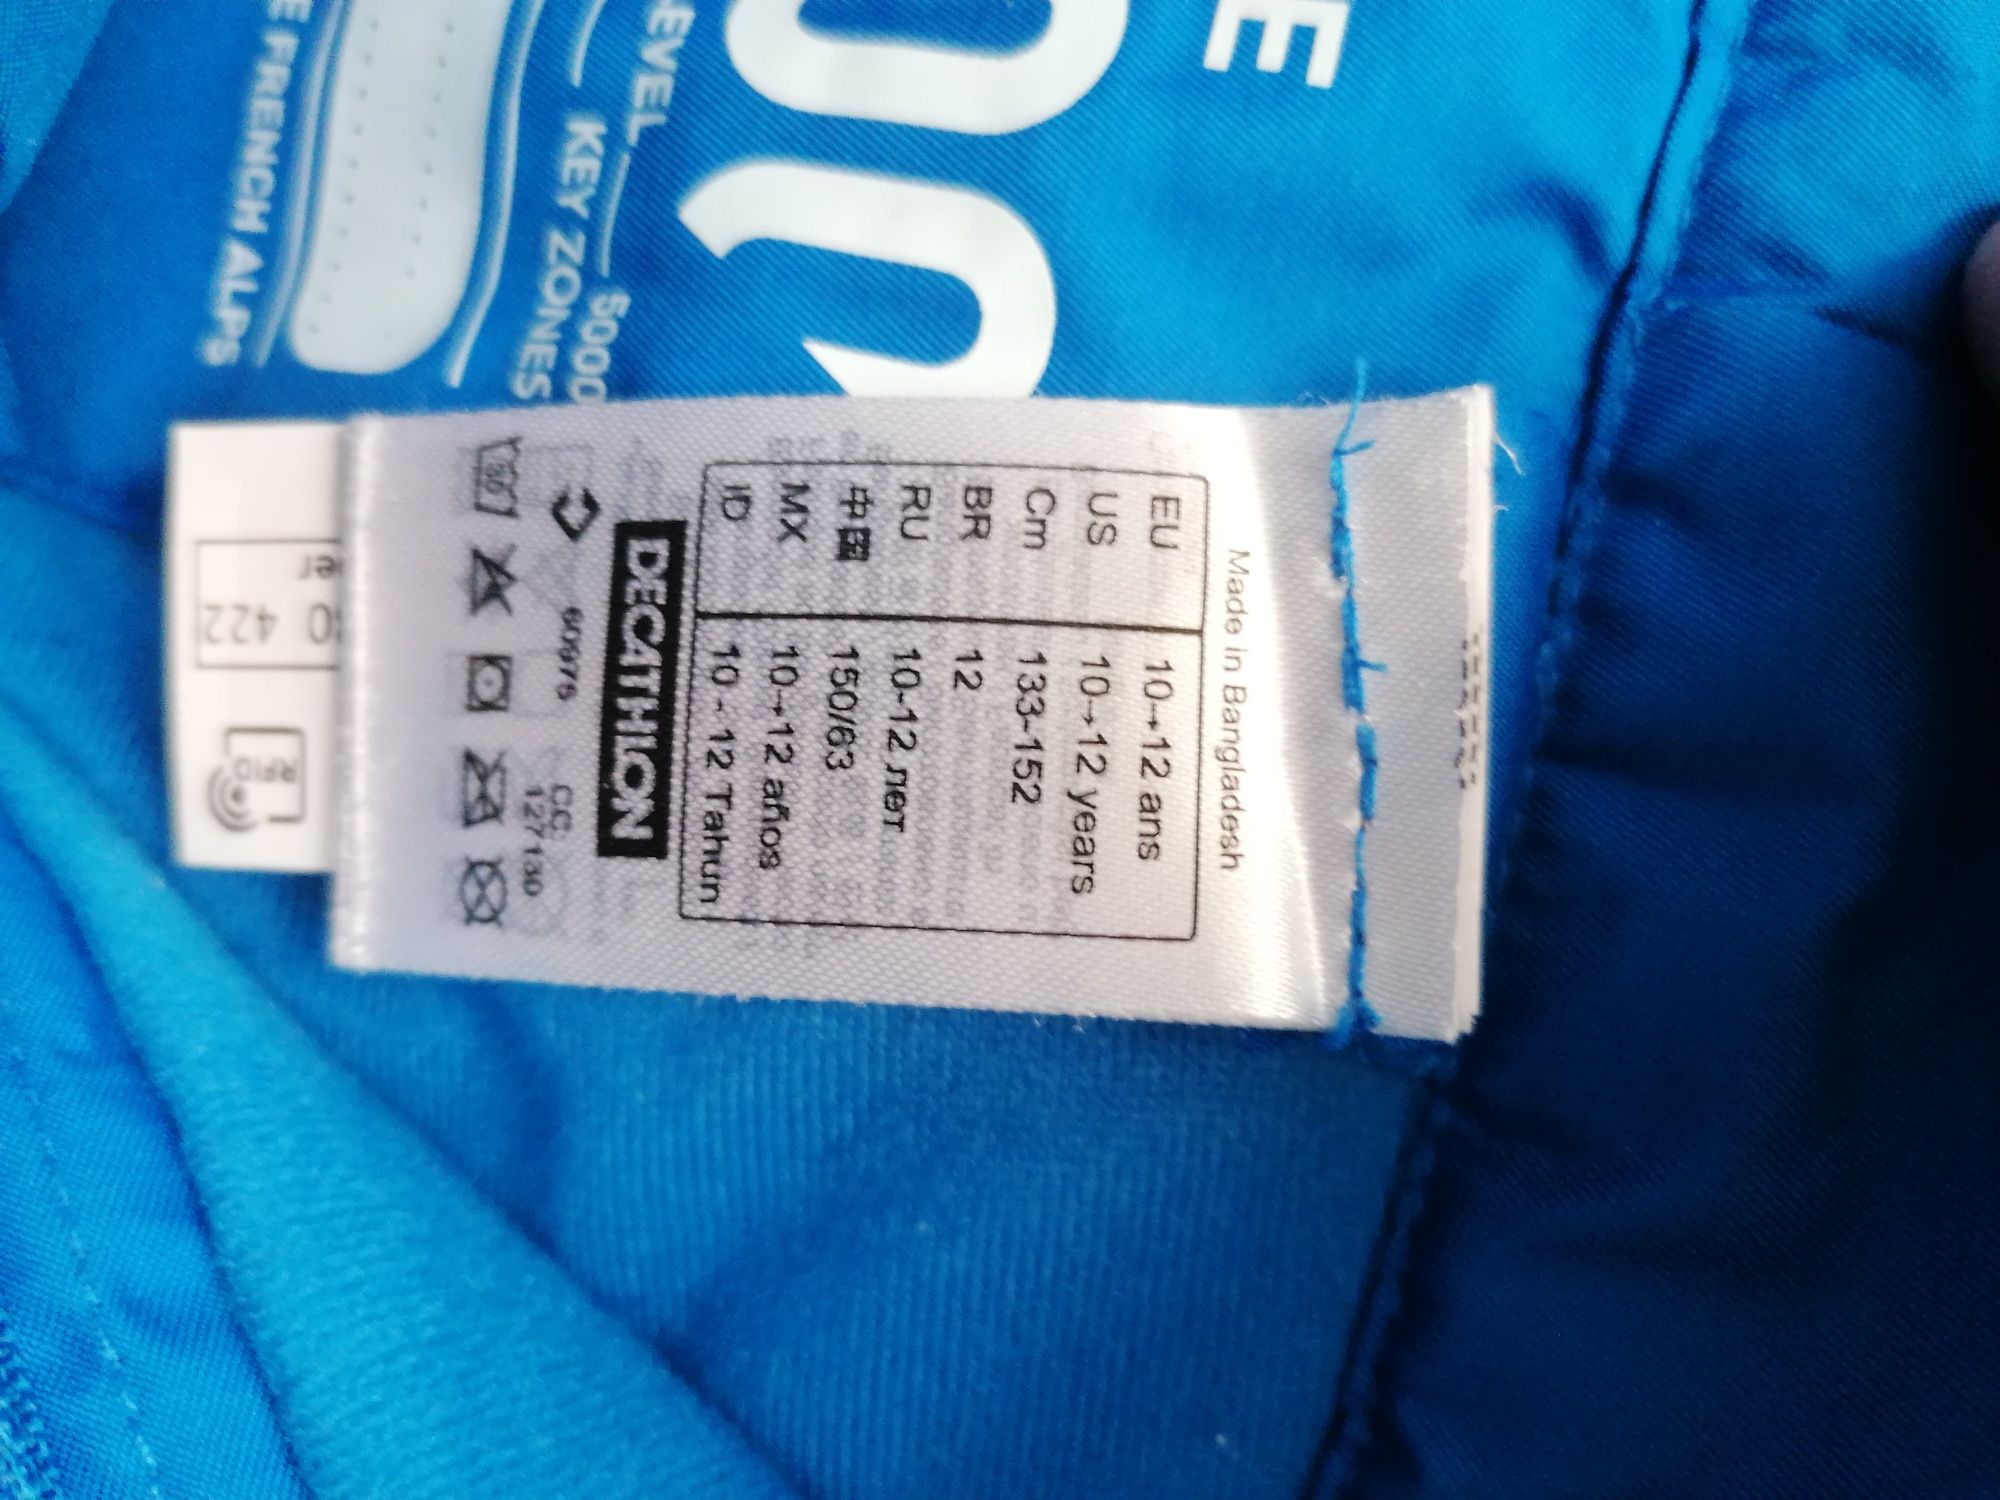 Made in Bangladesh
EU 10→12 ans
US 10→12 years
Cm 133-152
BR 12
RU 10-12 лет
中国 150/63
MX 10→12 años
ID 10 - 12 Tahun
DECATHLON
60975
CC
127130
E
LEVEL
5000
KEY ZONES
E FRENCH ALPS
422
RFID